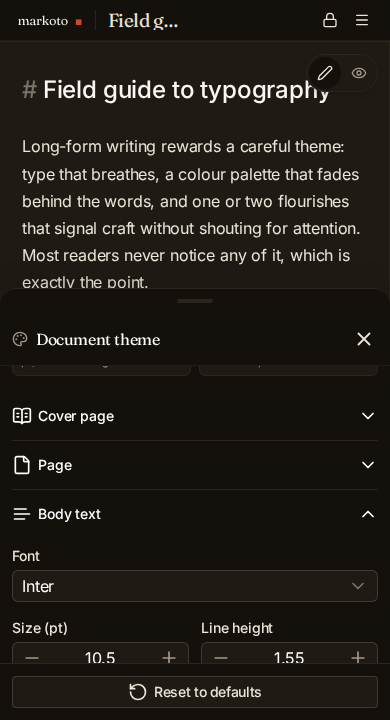 markoto
Field g...
# Field guide to typography
Long-form writing rewards a careful theme:
type that breathes, a colour palette that fades
behind the words, and one or two flourishes
that signal craft without shouting for attention.
Most readers never notice any of it, which is
exactly the point.
Document theme
Cover page
Page
Body text
Font
Inter
Size (pt)
Line height
10.5
1.55
Reset to defaults